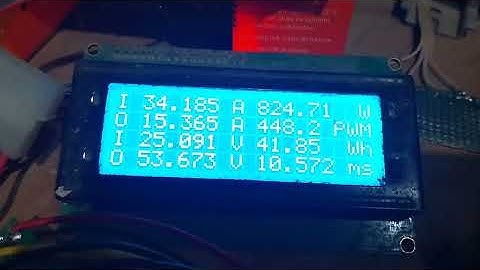 I 34.185 A 824.71 W
O 15.365 A 448.2 PWM
I 25.091 V 41.85 Wh
O 53.673 V 10.572 ms